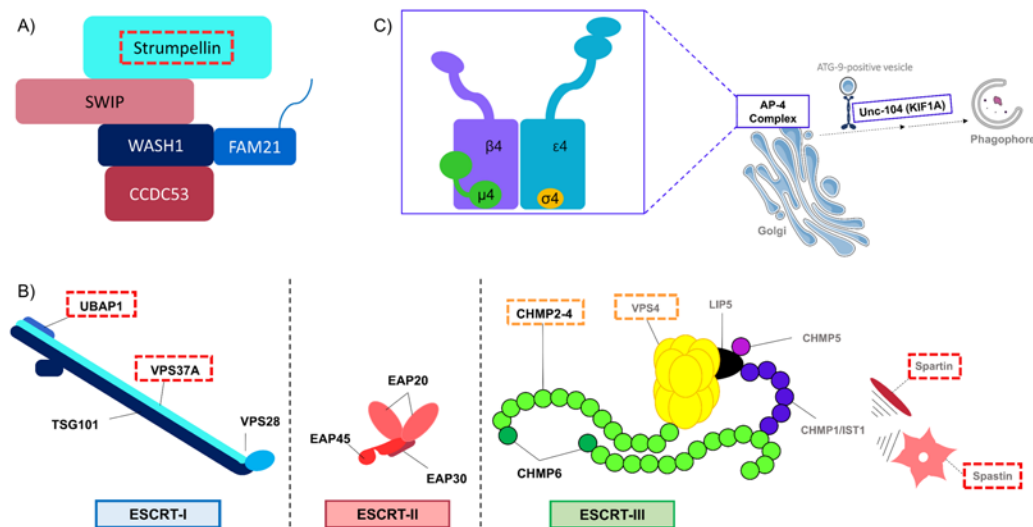 A)
Strumpellin
SWIP
WASH1
FAM21
CCDC53
C)
β4
ε4
μ4
σ4
ATG-9-positive vesicle
AP-4
Complex
Unc-104 (KIF1A)
Phagophore
Golgi
B)
UBAP1
VPS37A
TSG101
VPS28
ESCRT-I
EAP20
EAP45
EAP30
ESCRT-II
CHMP2-4
VPS4
LIP5
CHMP5
CHMP1/IST1
CHMP6
Spartin
Spastin
ESCRT-III